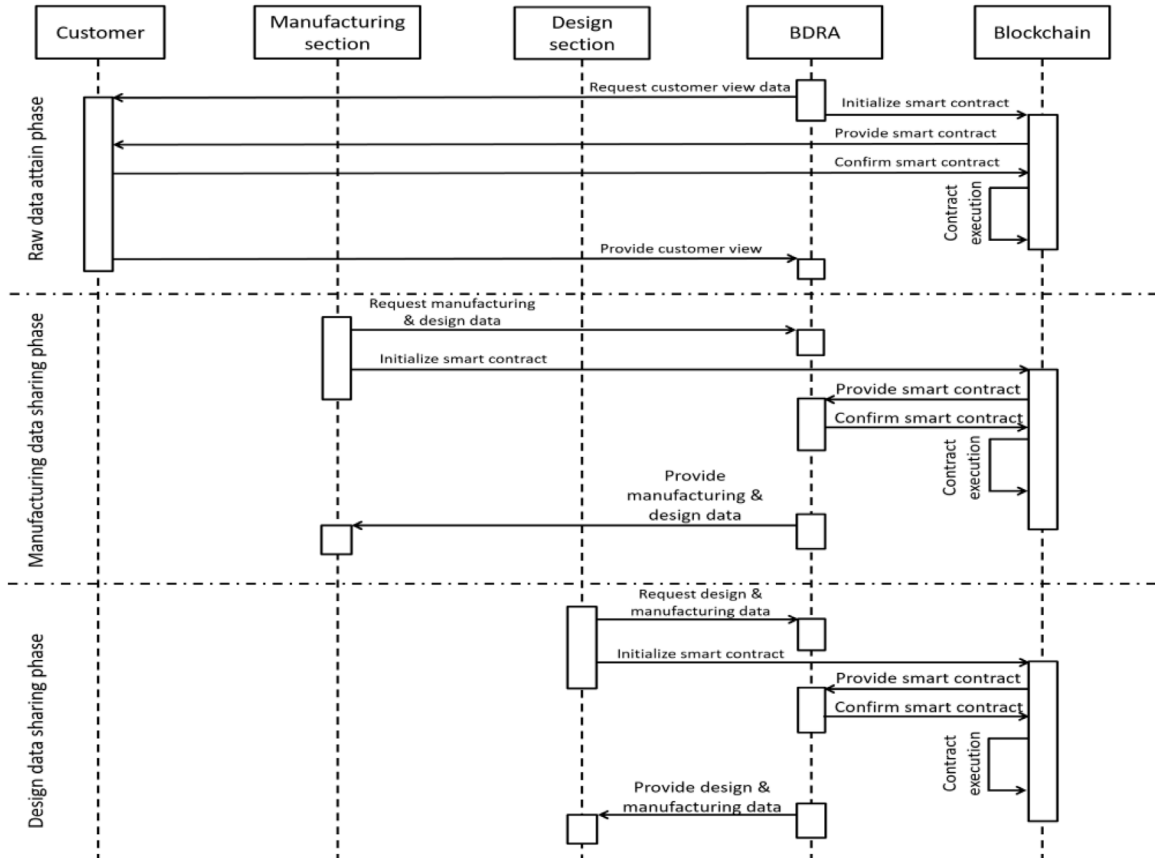 Customer
Manufacturing
section
Design
section
BDRA
Blockchain
Raw data attain phase
Request customer view data
Initialize smart contract
Provide smart contract
Confirm smart contract
Contract
execution
Provide customer view
Manufacturing data sharing phase
Request manufacturing
& design data
Initialize smart contract
Provide smart contract
Confirm smart contract
Contract
execution
Provide
manufacturing &
design data
Design data sharing phase
Request design &
manufacturing data
Initialize smart contract
Provide smart contract
Confirm smart contract
Contract
execution
Provide design &
manufacturing data